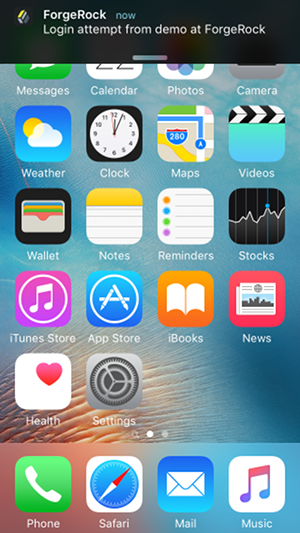 ForgeRock now
Login attempt from demo at ForgeRock
Messages Calendar Photos Camera
Weather Clock Maps Videos
280
Wallet Notes Reminders Stocks
iTunes Store App Store iBooks News
Health Settings
Phone Safari Mail Music